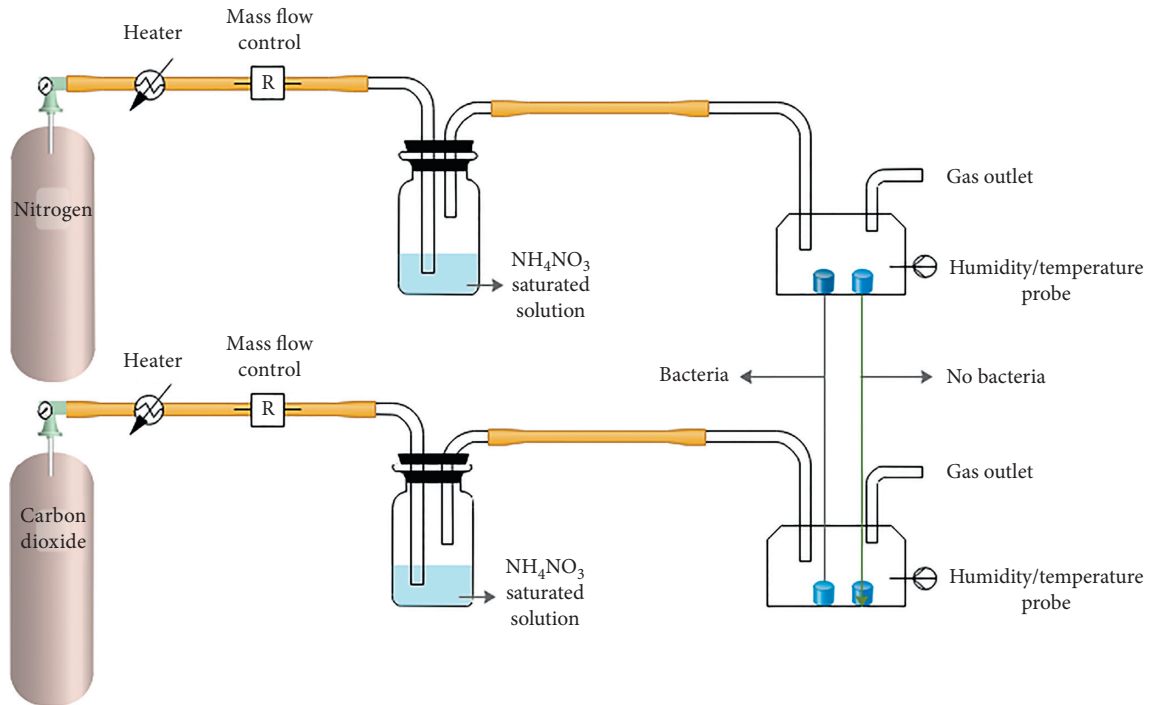 Heater
Mass flow
control
R
Nitrogen
NH₄NO₃
saturated
solution
Gas outlet
Humidity/temperature
probe
Bacteria
No bacteria
Heater
Mass flow
control
R
Carbon
dioxide
NH₄NO₃
saturated
solution
Gas outlet
Humidity/temperature
probe